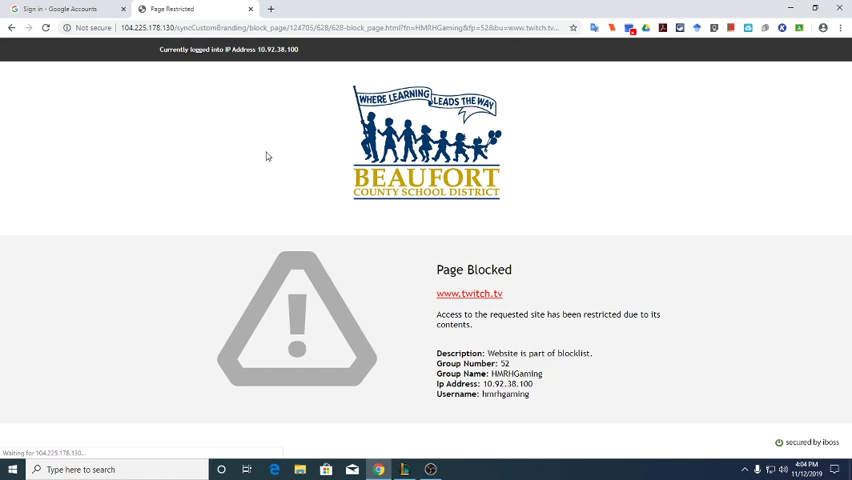 Sign in - Google Accounts
Page Restricted
Not secure
104.225.178.130/syncCustomBranding/block_page/124705/628/628-block_page.html?fn=HMRHGaming&fp=52&bu=www.twitch.tv...
Currently logged into IP Address 10.92.38.100
WHERE LEARNING LEADS THE WAY
BEAUFORT
COUNTY SCHOOL DISTRICT
Page Blocked
www.twitch.tv
Access to the requested site has been restricted due to its
contents.
Description: Website is part of blocklist.
Group Number: 52
Group Name: HMRHGaming
Ip Address: 10.92.38.100
Username: hmrhgaming
secured by iboss
Waiting for 104.225.178.130...
Type here to search
4:04 PM
11/12/2019